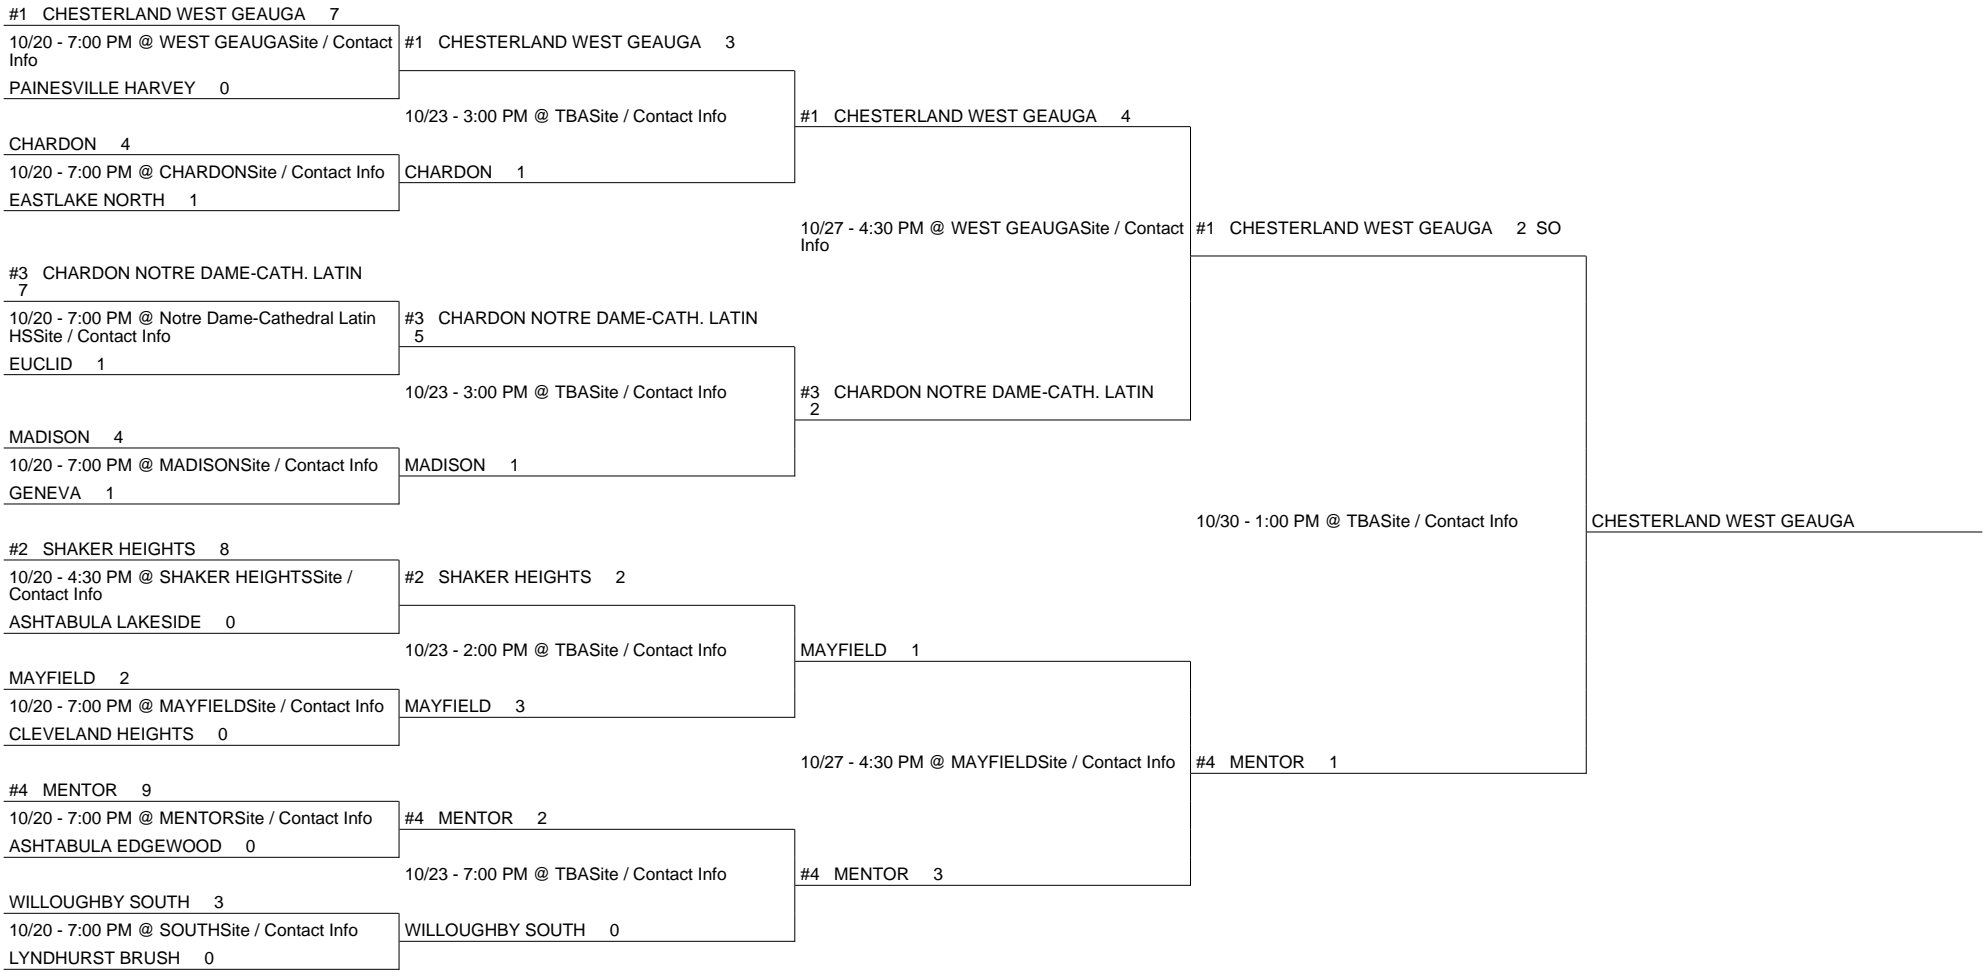 #1 CHESTERLAND WEST GEAUGA 7
10/20 - 7:00 PM @ WEST GEAUGASite / Contact
Info
PAINESVILLE HARVEY 0
CHARDON 4
10/20 - 7:00 PM @ CHARDONSite / Contact Info
EASTLAKE NORTH 1
#3 CHARDON NOTRE DAME-CATH. LATIN
7
10/20 - 7:00 PM @ Notre Dame-Cathedral Latin
HSSite / Contact Info
EUCLID 1
MADISON 4
10/20 - 7:00 PM @ MADISONSite / Contact Info
GENEVA 1
#2 SHAKER HEIGHTS 8
10/20 - 4:30 PM @ SHAKER HEIGHTSSite /
Contact Info
ASHTABULA LAKESIDE 0
MAYFIELD 2
10/20 - 7:00 PM @ MAYFIELDSite / Contact Info
CLEVELAND HEIGHTS 0
#4 MENTOR 9
10/20 - 7:00 PM @ MENTORSite / Contact Info
ASHTABULA EDGEWOOD 0
WILLOUGHBY SOUTH 3
10/20 - 7:00 PM @ SOUTHSite / Contact Info
LYNDHURST BRUSH 0
#1 CHESTERLAND WEST GEAUGA 3
10/23 - 3:00 PM @ TBASite / Contact Info
CHARDON 1
#3 CHARDON NOTRE DAME-CATH. LATIN
5
10/23 - 3:00 PM @ TBASite / Contact Info
MADISON 1
#2 SHAKER HEIGHTS 2
10/23 - 2:00 PM @ TBASite / Contact Info
MAYFIELD 3
#4 MENTOR 2
10/23 - 7:00 PM @ TBASite / Contact Info
WILLOUGHBY SOUTH 0
#1 CHESTERLAND WEST GEAUGA 4
10/27 - 4:30 PM @ WEST GEAUGASite / Contact
Info
#3 CHARDON NOTRE DAME-CATH. LATIN
2
MAYFIELD 1
10/27 - 4:30 PM @ MAYFIELDSite / Contact Info
#4 MENTOR 3
#1 CHESTERLAND WEST GEAUGA 2 SO
10/30 - 1:00 PM @ TBASite / Contact Info
#4 MENTOR 1
CHESTERLAND WEST GEAUGA